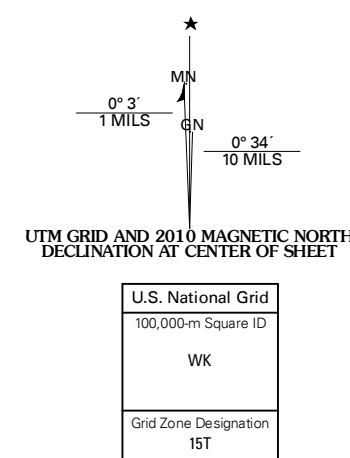 MN
0° 3´
1 MILS
GN
0° 34´
10 MILS
UTM GRID AND 2010 MAGNETIC NORTH
DECLINATION AT CENTER OF SHEET
U.S. National Grid
100,000-m Square ID
WK
Grid Zone Designation
15T